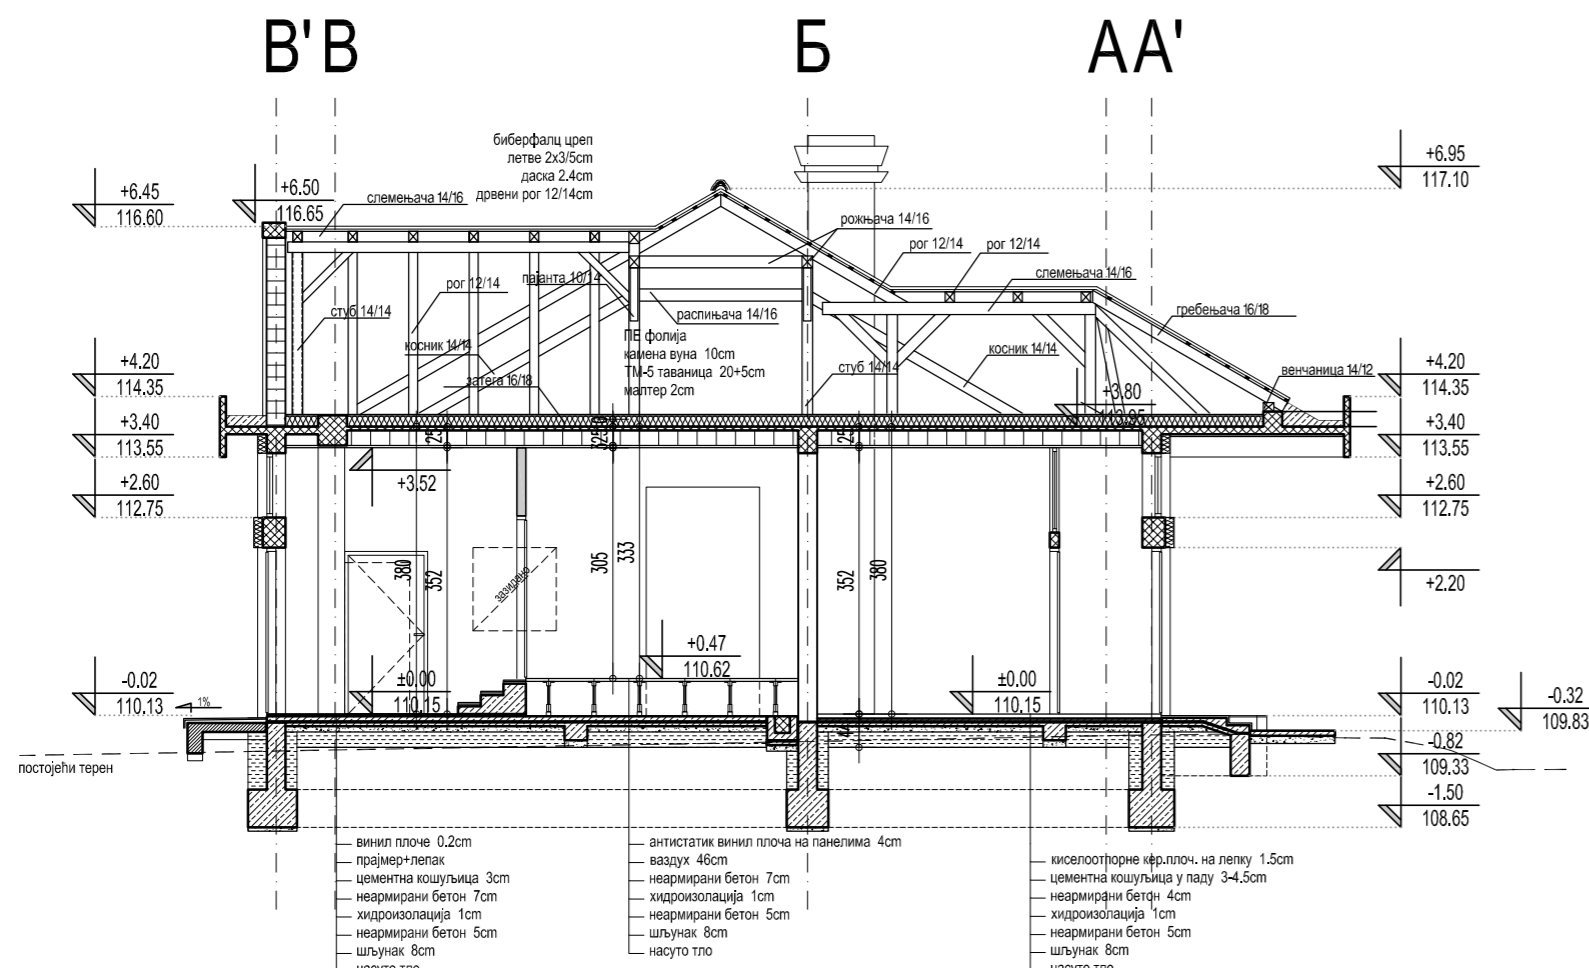 В' В Б А А'
биберфалц цреп
летве 2x3/5cm
даска 2.4cm
дрвени рог 12/14cm
+6.45
116.60
+6.50
116.65
слемењача 14/16
+6.95
117.10
рожњача 14/16
рог 12/14
рог 12/14
слемењача 14/16
рог 12/14
пајанта 10/14
стуб 14/14
распињача 14/16
гребењача 16/18
ПЕ фолија
камена вуна 10cm
ТМ-5 таваница 20+5cm
малтер 2cm
косник 14/14
затега 16/18
косник 14/14
стуб 14/14
венчаница 14/12
+4.20
114.35
+3.80
113.95
+4.20
114.35
+3.40
113.55
25
25
+3.40
113.55
+3.52
+2.60
112.75
+2.60
112.75
380
352
зазидано
305
333
352
380
+2.20
+0.47
110.62
-0.02
110.13
1%
±0.00
110.15
±0.00
110.15
-0.02
110.13
-0.32
109.83
постојећи терен
-0.82
109.33
-1.50
108.65
винил плоче 0.2cm
прајмер+лепак
цементна кошуљица 3cm
неармирани бетон 7cm
хидроизолација 1cm
неармирани бетон 5cm
шљунак 8cm
насуто тло
антистатик винил плоча на панелима 4cm
ваздух 46cm
неармирани бетон 7cm
хидроизолација 1cm
неармирани бетон 5cm
шљунак 8cm
насуто тло
киселоотпорне кер.плоч. на лепку 1.5cm
цементна кошуљица у паду 3-4.5cm
неармирани бетон 4cm
хидроизолација 1cm
неармирани бетон 5cm
шљунак 8cm
насуто тло